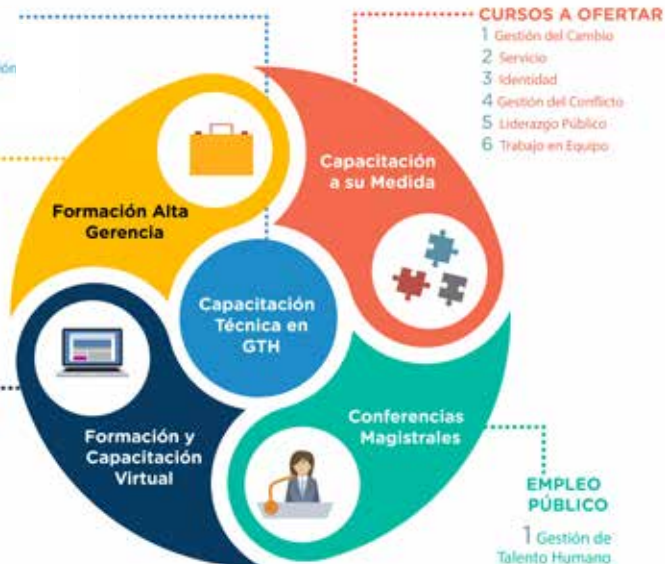 CURSOS A OFERTAR
1 Gestión del Cambio
2 Servicio
3 Identidad
4 Gestión del Conflicto
5 Liderazgo Público
6 Trabajo en Equipo
Capacitación
a su Medida
Formación Alta
Gerencia
Capacitación
Técnica en
GTH
Conferencias
Magistrales
Formación y
Capacitación
Virtual
EMPLEO
PÚBLICO
1 Gestión de
Talento Humano